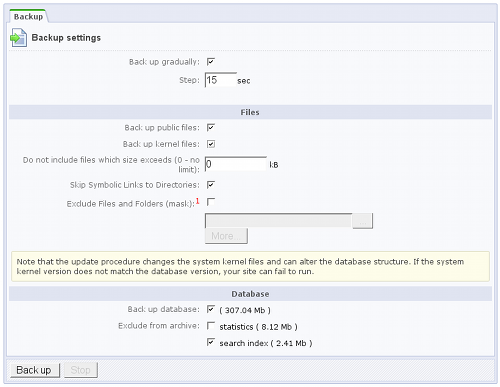 Backup
Backup settings
Back up gradually:
Step: 15 sec
Files
Back up public files:
Back up kernel files:
Do not include files which size exceeds (0 - no
limit): 0 kB
Skip Symbolic Links to Directories:
Exclude Files and Folders (mask):1
...
More...
Note that the update procedure changes the system kernel files and can alter the database structure. If the system
kernel version does not match the database version, your site can fail to run.
Database
Back up database: ( 307.04 Mb )
Exclude from archive: statistics ( 8.12 Mb )
search index ( 2.41 Mb )
Back up Stop